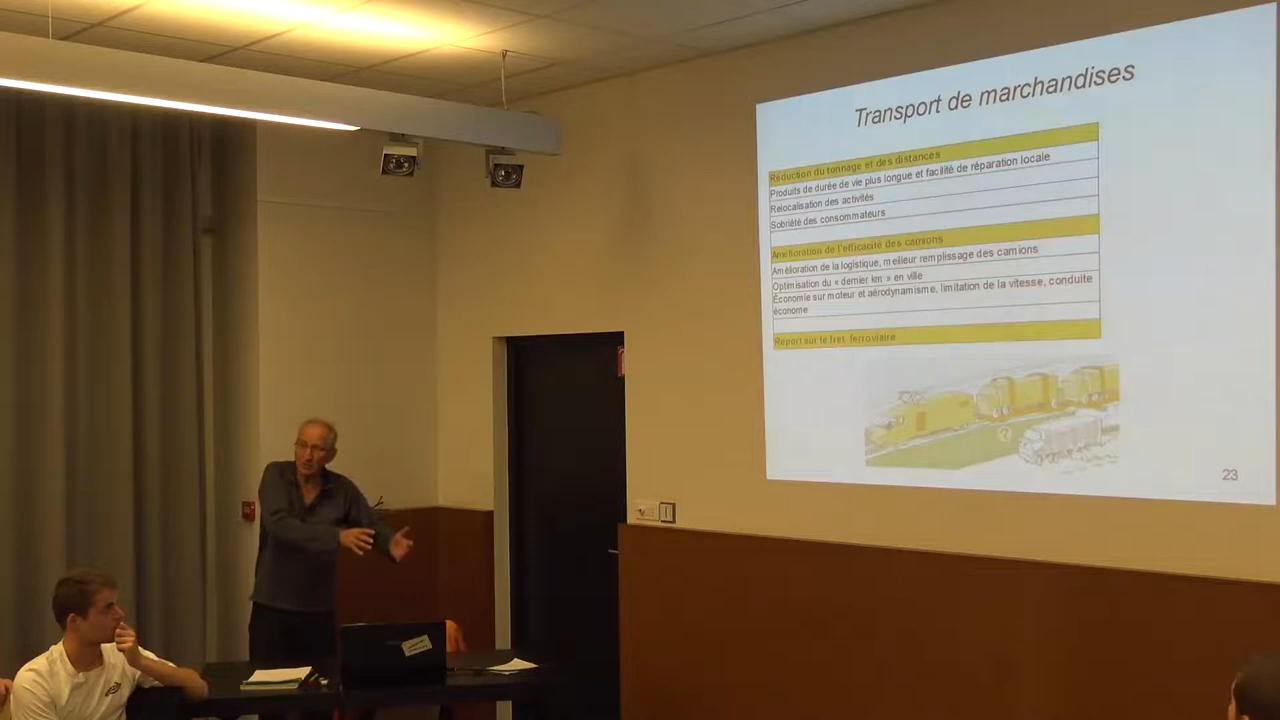 Transport de marchandises
Réduction du tonnage et des distances
Produits de durée de vie plus longue et facilité de réparation locale
Relocalisation des activités
Sobriété des consommateurs
Amélioration de l'efficacité des camions
Amélioration de la logistique, meilleur remplissage des camions
Optimisation du « dernier km » en ville
Économie sur moteur et aérodynamisme, limitation de la vitesse, conduite
économe
Report sur le fret ferroviaire
?
23